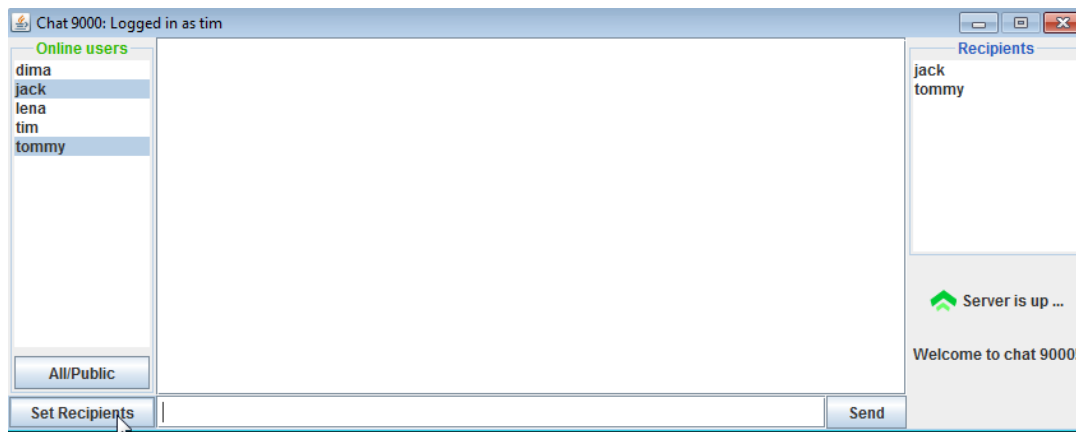 Chat 9000: Logged in as tim
Online users
dima
jack
lena
tim
tommy
All/Public
Set Recipients
Send
Recipients
jack
tommy
Server is up ...
Welcome to chat 9000!